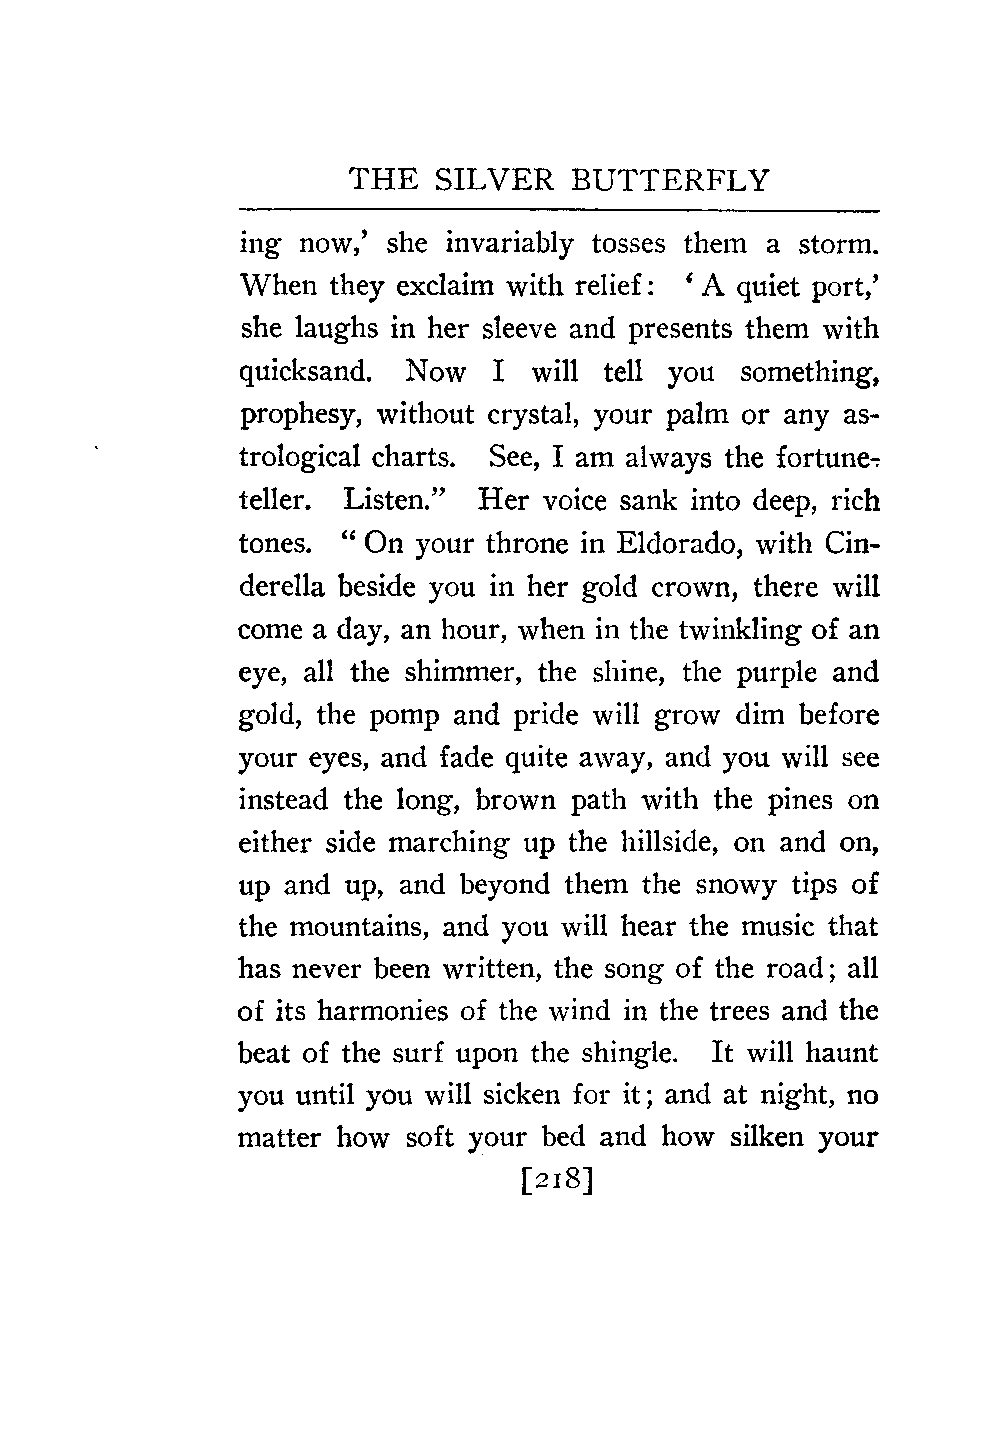 THE SILVER BUTTERFLY
ing now,’ she invariably tosses them a storm.
When they exclaim with relief: ‘ A quiet port,’
she laughs in her sleeve and presents them with
quicksand. Now I will tell you something,
prophesy, without crystal, your palm or any as-
trological charts. See, I am always the fortune-
teller. Listen.” Her voice sank into deep, rich
tones. “ On your throne in Eldorado, with Cin-
derella beside you in her gold crown, there will
come a day, an hour, when in the twinkling of an
eye, all the shimmer, the shine, the purple and
gold, the pomp and pride will grow dim before
your eyes, and fade quite away, and you will see
instead the long, brown path with the pines on
either side marching up the hillside, on and on,
up and up, and beyond them the snowy tips of
the mountains, and you will hear the music that
has never been written, the song of the road; all
of its harmonies of the wind in the trees and the
beat of the surf upon the shingle. It will haunt
you until you will sicken for it; and at night, no
matter how soft your bed and how silken your
[218]